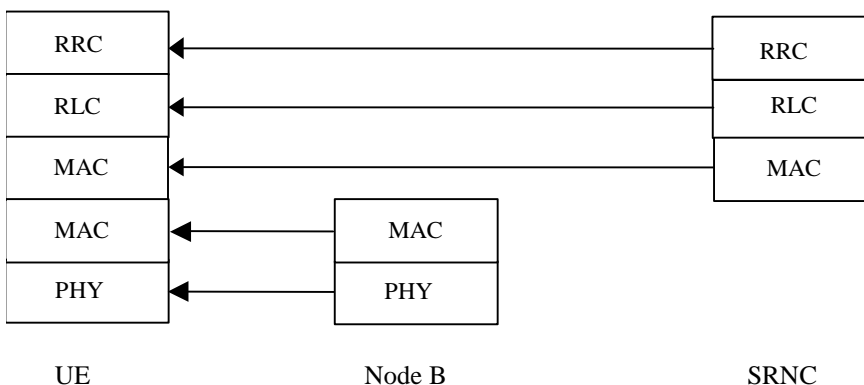 RRC RRC
RLC RLC
MAC MAC
MAC MAC
PHY PHY
UE Node B SRNC